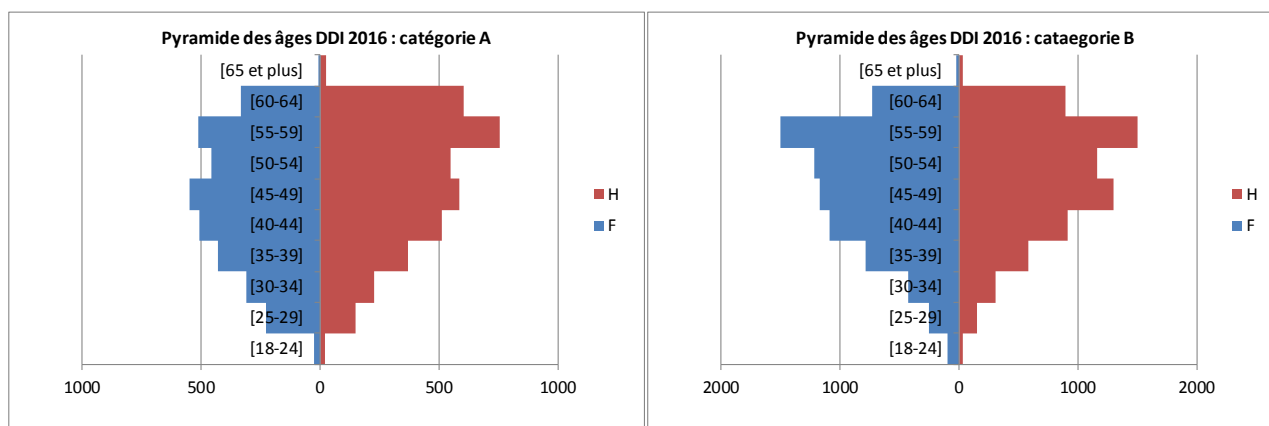 Pyramide des âges DDI 2016 : catégorie A
[65 et plus]
[60-64]
[55-59]
[50-54]
[45-49]
[40-44]
[35-39]
[30-34]
[25-29]
[18-24]
H
F
1000 500 0 500 1000
Pyramide des âges DDI 2016 : cataegorie B
[65 et plus]
[60-64]
[55-59]
[50-54]
[45-49]
[40-44]
[35-39]
[30-34]
[25-29]
[18-24]
H
F
2000 1000 0 1000 2000